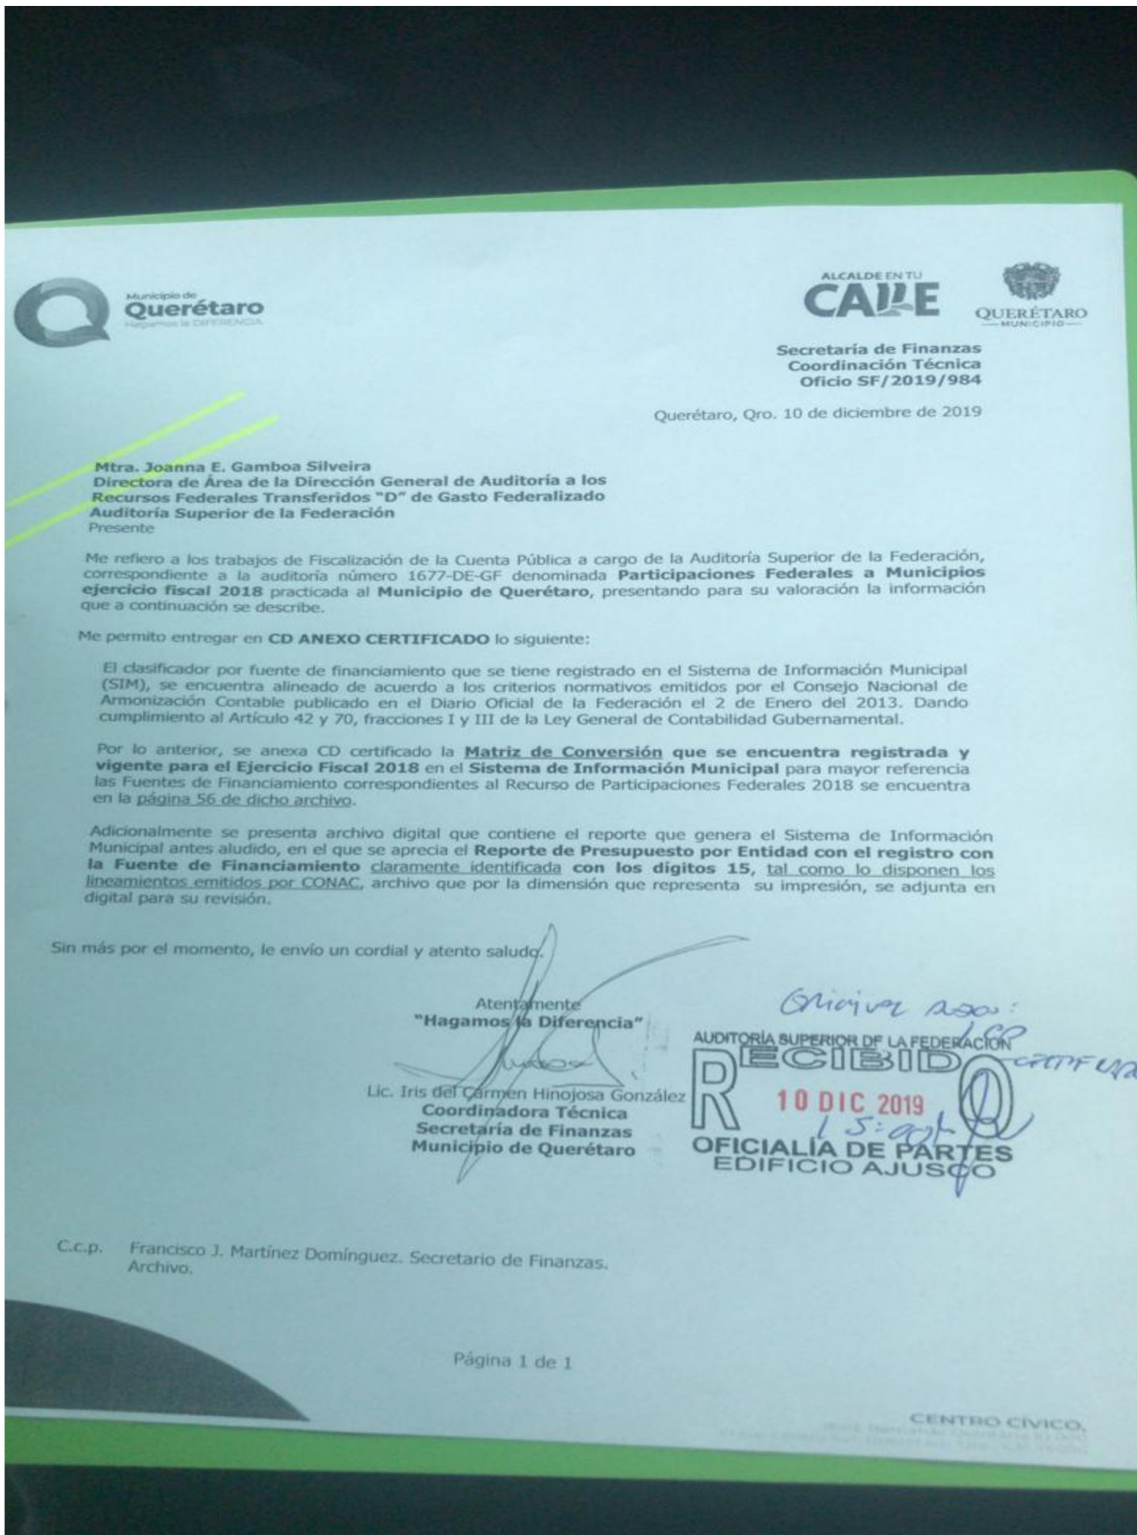 Municipio de
Querétaro
Hagamos la DIFERENCIA
ALCALDE EN TU
CALLE
QUERÉTARO
MUNICIPIO
Secretaría de Finanzas
Coordinación Técnica
Oficio SF/2019/984
Querétaro, Qro. 10 de diciembre de 2019
Mtra. Joanna E. Gamboa Silveira
Directora de Área de la Dirección General de Auditoría a los
Recursos Federales Transferidos "D" de Gasto Federalizado
Auditoría Superior de la Federación
Presente
Me refiero a los trabajos de Fiscalización de la Cuenta Pública a cargo de la Auditoría Superior de la Federación,
correspondiente a la auditoría número 1677-DE-GF denominada Participaciones Federales a Municipios
ejercicio fiscal 2018 practicada al Municipio de Querétaro, presentando para su valoración la información
que a continuación se describe.
Me permito entregar en CD ANEXO CERTIFICADO lo siguiente:
El clasificador por fuente de financiamiento que se tiene registrado en el Sistema de Información Municipal
(SIM), se encuentra alineado de acuerdo a los criterios normativos emitidos por el Consejo Nacional de
Armonización Contable publicado en el Diario Oficial de la Federación el 2 de Enero del 2013. Dando
cumplimiento al Artículo 42 y 70, fracciones I y III de la Ley General de Contabilidad Gubernamental.
Por lo anterior, se anexa CD certificado la Matriz de Conversión que se encuentra registrada y
vigente para el Ejercicio Fiscal 2018 en el Sistema de Información Municipal para mayor referencia
las Fuentes de Financiamiento correspondientes al Recurso de Participaciones Federales 2018 se encuentra
en la página 56 de dicho archivo.
Adicionalmente se presenta archivo digital que contiene el reporte que genera el Sistema de Información
Municipal antes aludido, en el que se aprecia el Reporte de Presupuesto por Entidad con el registro con
la Fuente de Financiamiento claramente identificada con los dígitos 15, tal como lo disponen los
lineamientos emitidos por CONAC, archivo que por la dimensión que representa su impresión, se adjunta en
digital para su revisión.
Sin más por el momento, le envío un cordial y atento saludo.
Atentamente
"Hagamos la Diferencia"
Lic. Iris del Carmen Hinojosa González
Coordinadora Técnica
Secretaría de Finanzas
Municipio de Querétaro
AUDITORÍA SUPERIOR DE LA FEDERACIÓN
RECIBIDO
10 DIC 2019
OFICIALÍA DE PARTES
EDIFICIO AJUSCO
C.c.p. Francisco J. Martínez Domínguez. Secretario de Finanzas.
Archivo.
Página 1 de 1
CENTRO CÍVICO,